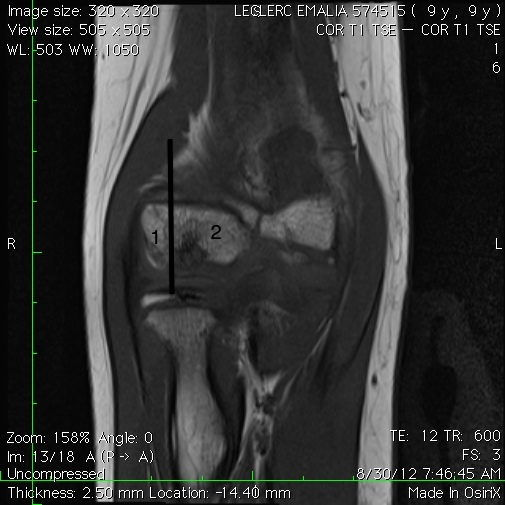 Image size: 320 x 320
View size: 505 x 505
WL: 503 WW: 1050
LEGLERC EMALIA 574515 ( 9 y , 9 y )
COR T1 TSE — COR T1 TSE
1
6
R
L
1
2
Zoom: 158% Angle: 0
Im: 13/18 A (P -> A)
Uncompressed
Thickness: 2.50 mm Location: -14.40 mm
TE: 12 TR: 600
FS: 3
8/30/12 7:46:45 AM
Made In OsiriX